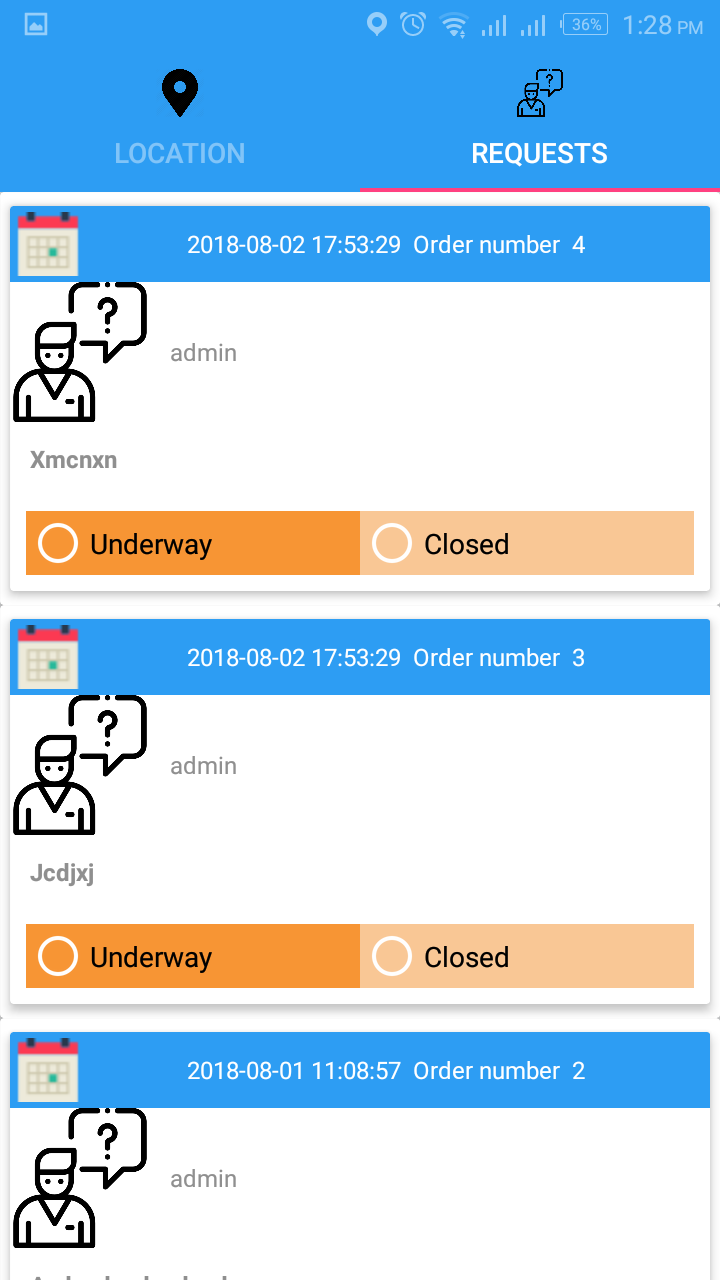 36% 1:28 PM
LOCATION REQUESTS
2018-08-02 17:53:29 Order number 4
?
admin
Xmcnxn
Underway Closed
2018-08-02 17:53:29 Order number 3
?
admin
Jcdjxj
Underway Closed
2018-08-01 11:08:57 Order number 2
?
admin